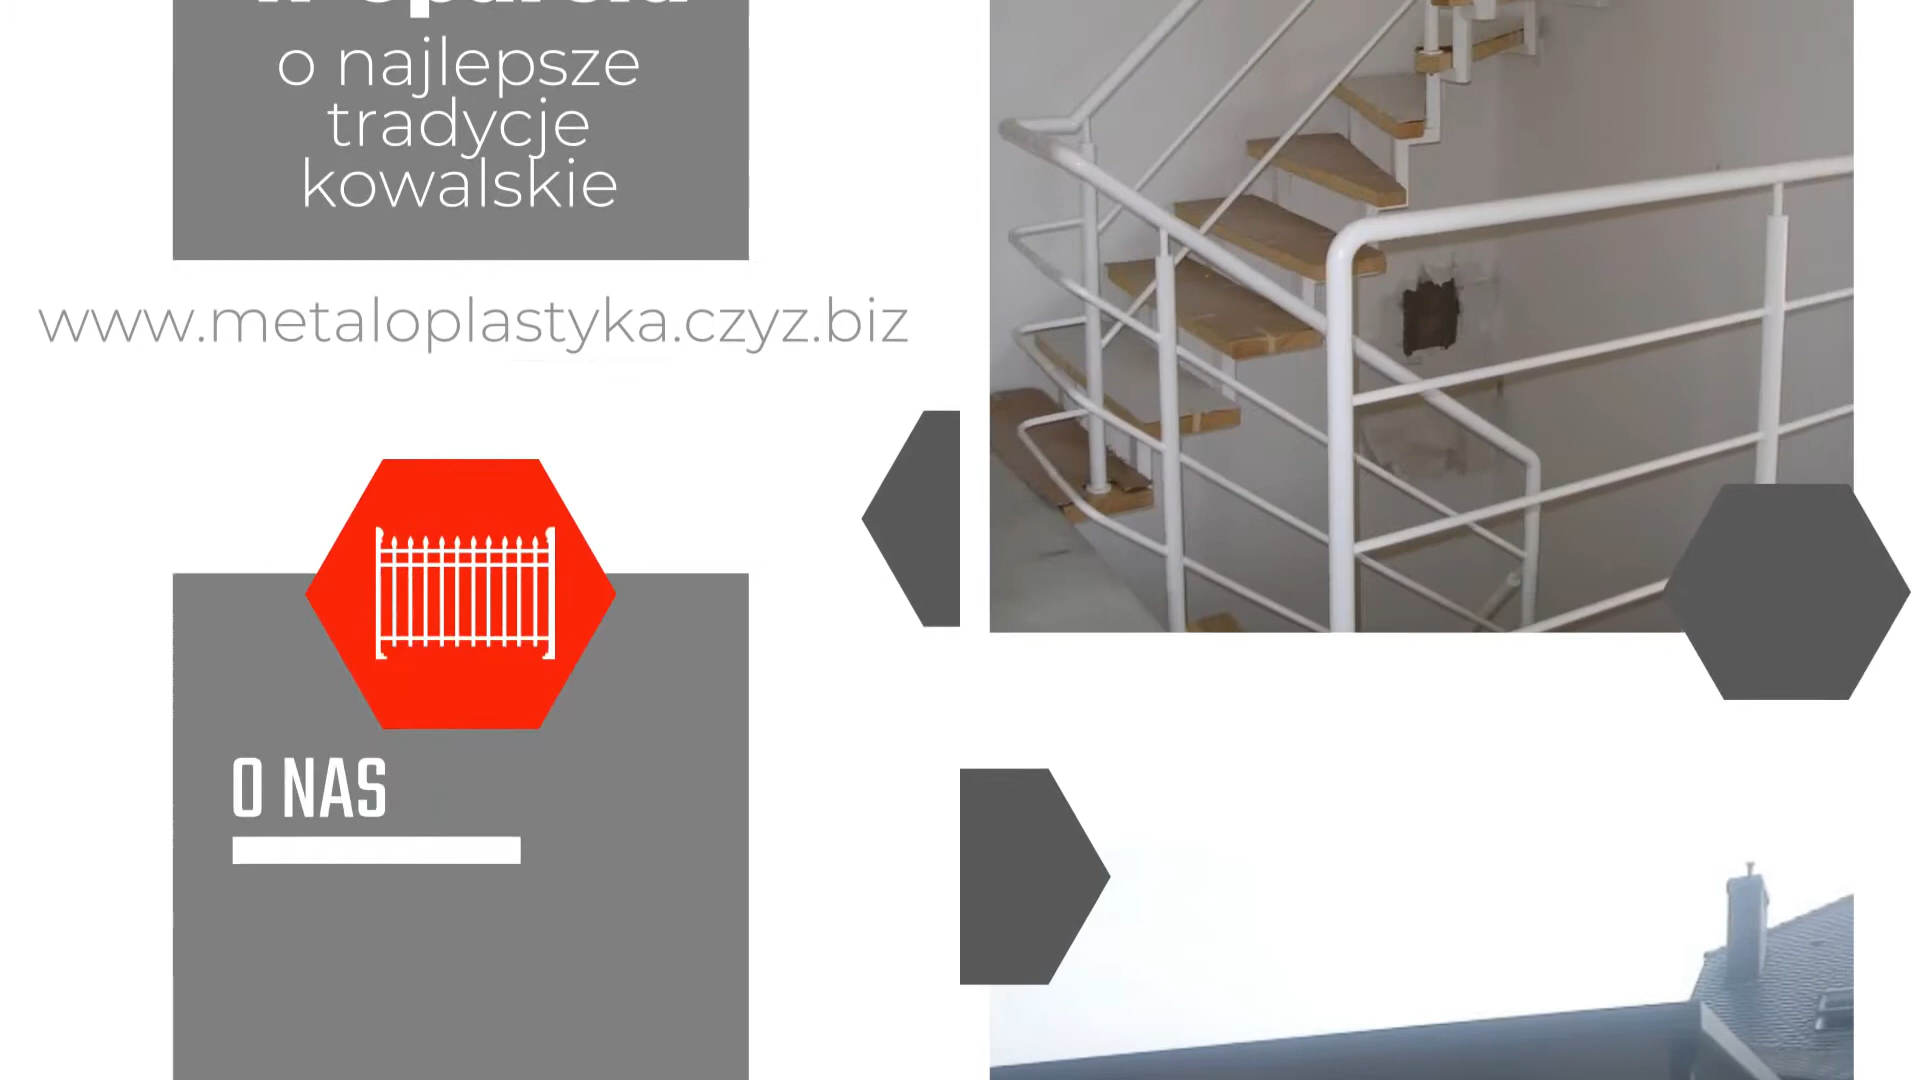 o najlepsze
tradycje
kowalskie
www.metaloplastyka.czyz.biz
O NAS